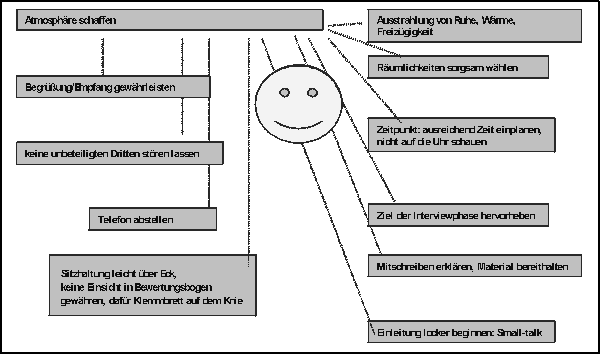 Atmosphäre schaffen
Ausstrahlung von Ruhe, Wärme,
Freizügigkeit
Räumlichkeiten sorgsam wählen
Begrüßung/Empfang gewährleisten
Zeitpunkt: ausreichend Zeit einplanen,
nicht auf die Uhr schauen
keine unbeteiligten Dritten stören lassen
Telefon abstellen
Ziel der Interviewphase hervorheben
Sitzhaltung leicht über Eck,
keine Einsicht in Bewertungsbogen
gewähren, dafür Klemmbrett auf dem Knie
Mitschreiben erklären, Material bereithalten
Einleitung locker beginnen: Small-talk